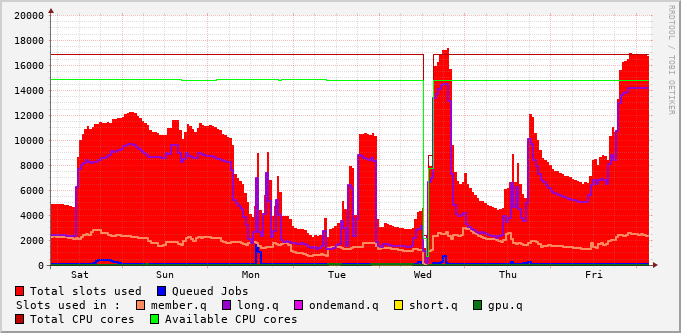 20000
18000
16000
14000
12000
10000
8000
6000
4000
2000
0
Sat Sun Mon Tue Wed Thu Fri
Total slots used Queued Jobs
Slots used in : member.q long.q ondemand.q short.q gpu.q
Total CPU cores Available CPU cores
RRDTOOL / TOBI OETIKER